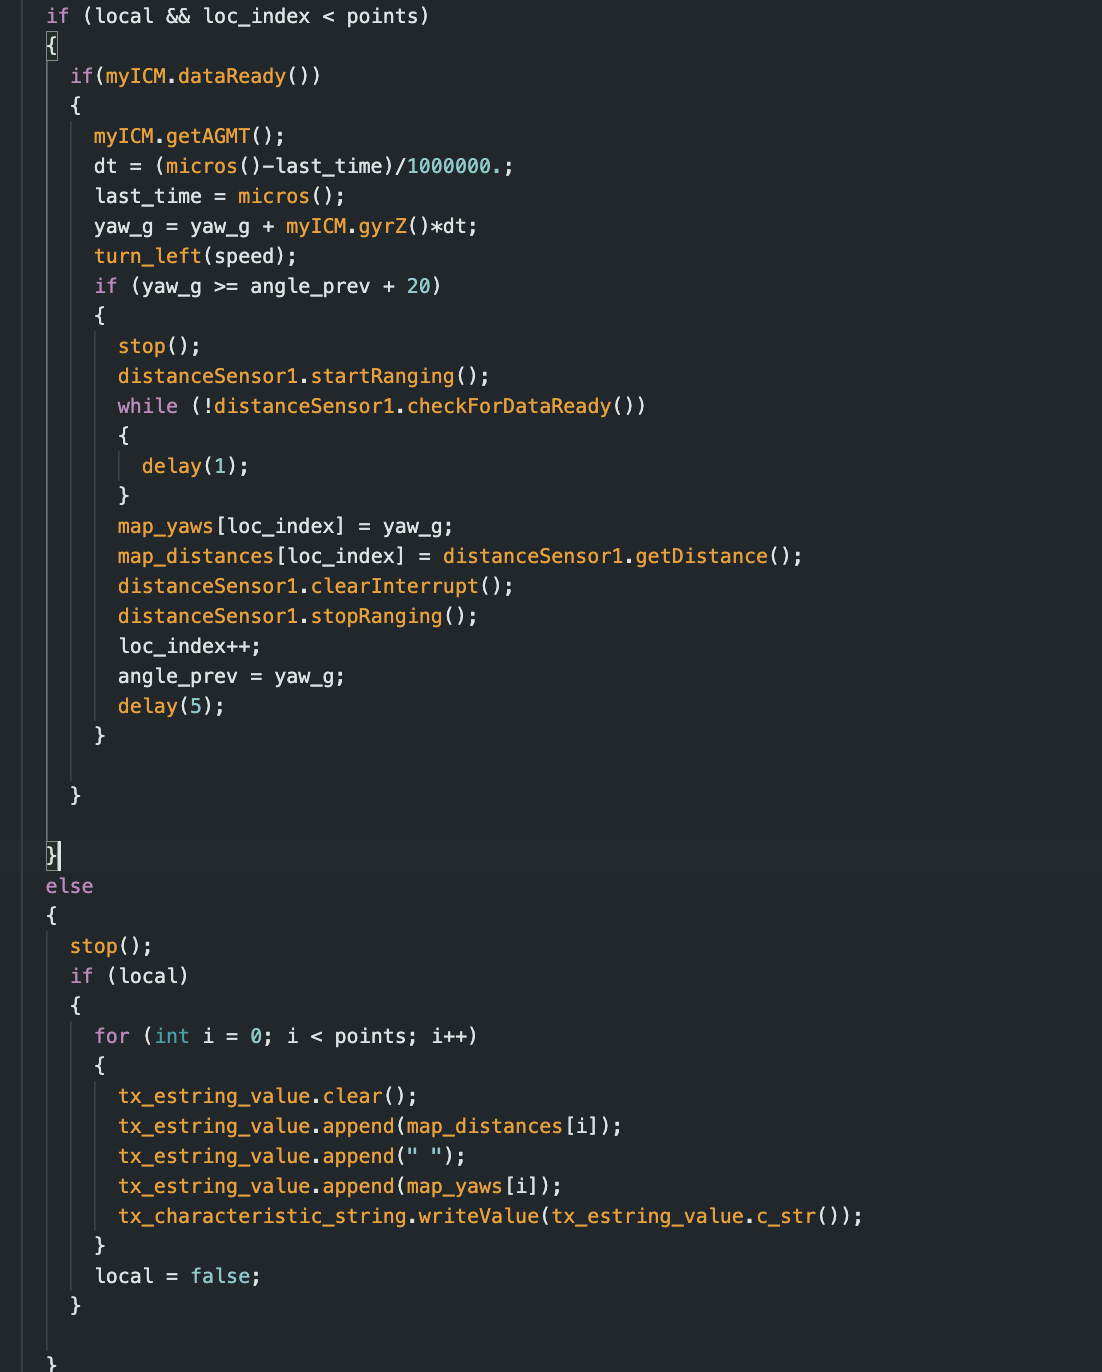 if (local && loc_index < points)
{
if(myICM.dataReady())
{
myICM.getAGMT();
dt = (micros()-last_time)/1000000.;
last_time = micros();
yaw_g = yaw_g + myICM.gyrZ()*dt;
turn_left(speed);
if (yaw_g >= angle_prev + 20)
{
stop();
distanceSensor1.startRanging();
while (!distanceSensor1.checkForDataReady())
{
delay(1);
}
map_yaws[loc_index] = yaw_g;
map_distances[loc_index] = distanceSensor1.getDistance();
distanceSensor1.clearInterrupt();
distanceSensor1.stopRanging();
loc_index++;
angle_prev = yaw_g;
delay(5);
}
}
}
else
{
stop();
if (local)
{
for (int i = 0; i < points; i++)
{
tx_estring_value.clear();
tx_estring_value.append(map_distances[i]);
tx_estring_value.append(" ");
tx_estring_value.append(map_yaws[i]);
tx_characteristic_string.writeValue(tx_estring_value.c_str());
}
local = false;
}
}